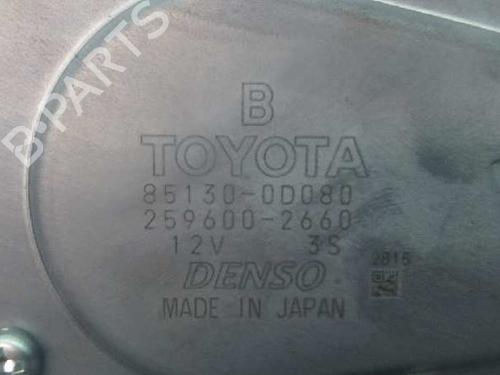 B-PARTS
B
TOYOTA
85130-0D080
259600-2660
12V 3S
2815
DENSO
MADE IN JAPAN